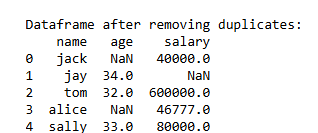 Dataframe after removing duplicates:
    name   age    salary
0   jack   NaN   40000.0
1    jay  34.0       NaN
2    tom  32.0  600000.0
3  alice   NaN   46777.0
4  sally  33.0   80000.0